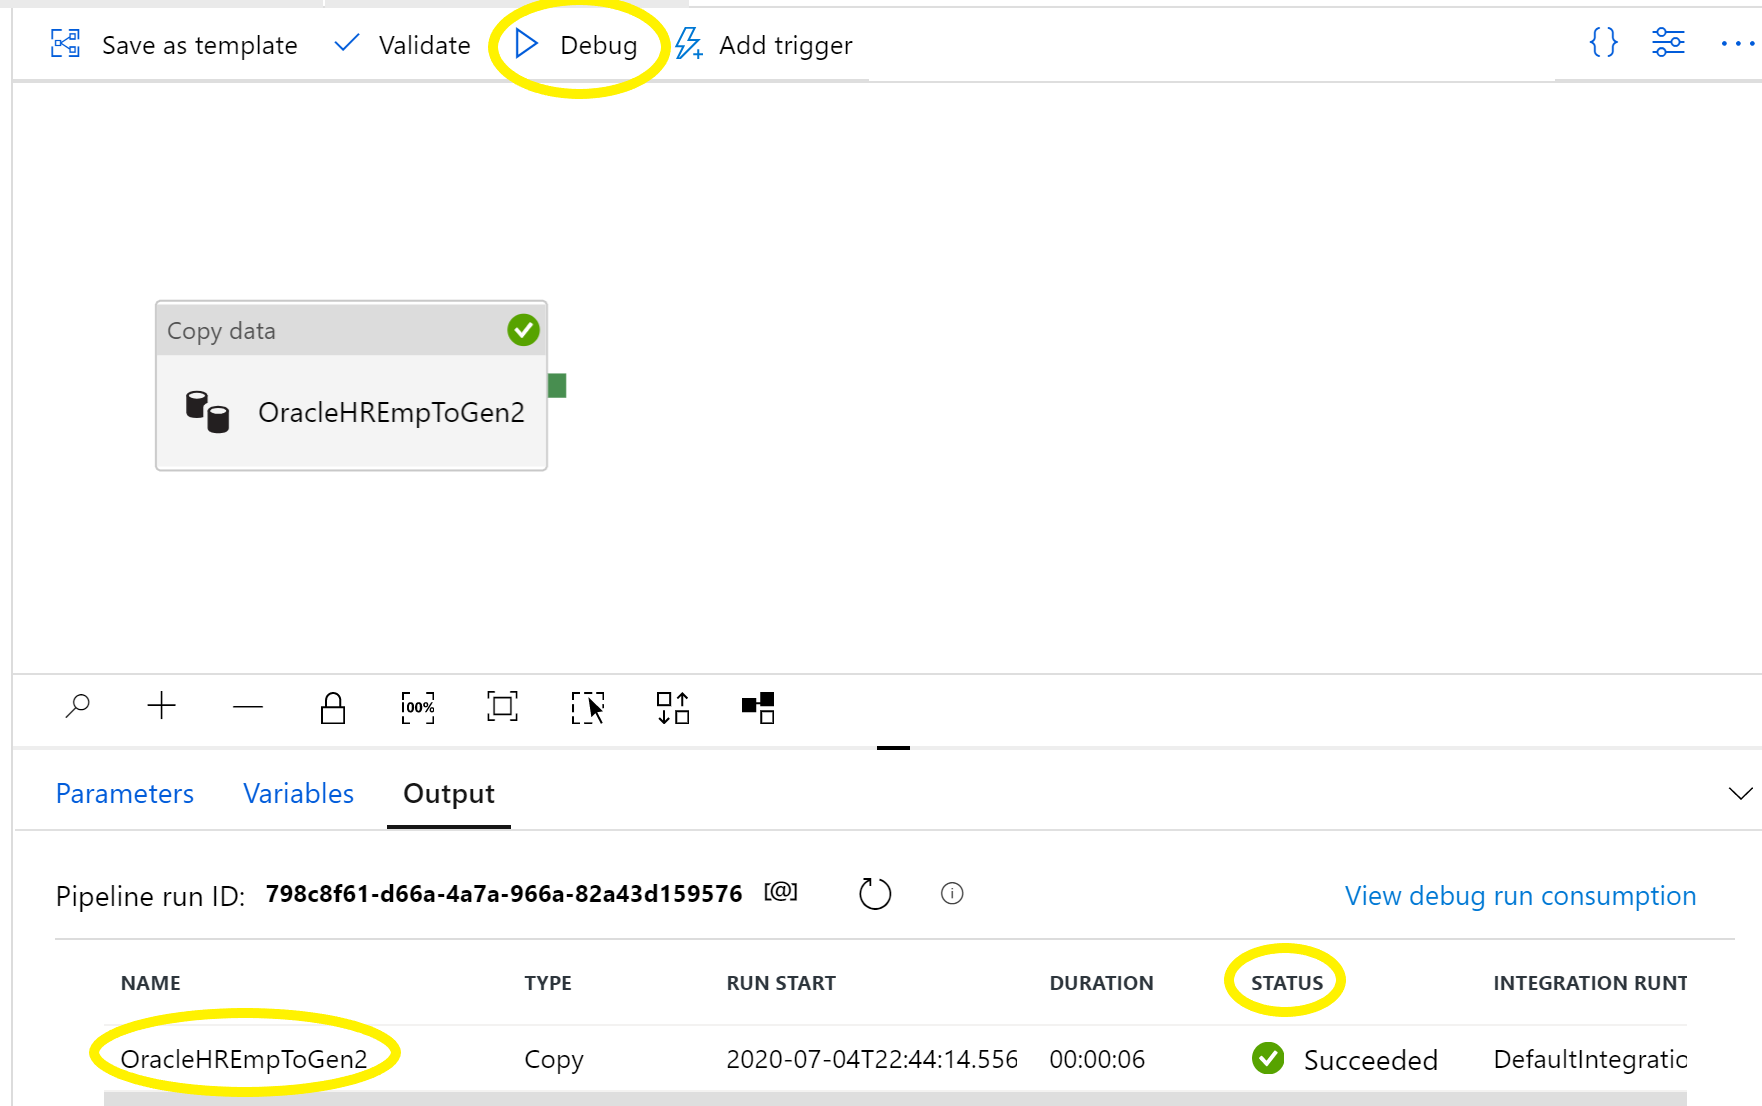 Save as template Validate Debug Add trigger
Copy data
OracleHREmpToGen2
00%
Parameters Variables Output
Pipeline run ID: 798c8f61-d66a-4a7a-966a-82a43d159576 [@] View debug run consumption
NAME TYPE RUN START DURATION STATUS INTEGRATION RUNT
OracleHREmpToGen2 Copy 2020-07-04T22:44:14.556 00:00:06 Succeeded DefaultIntegratio